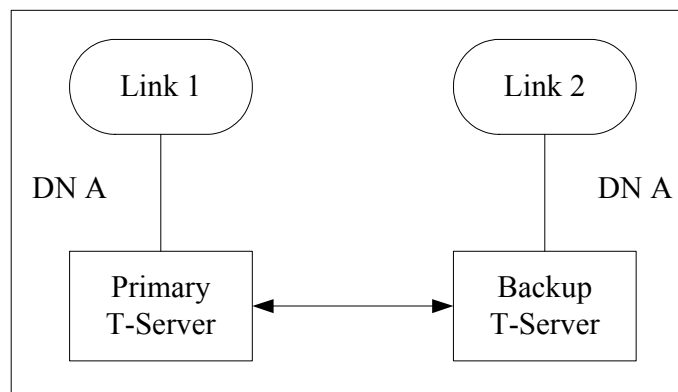 Link 1
Link 2
DN A
DN A
Primary
T-Server
Backup
T-Server